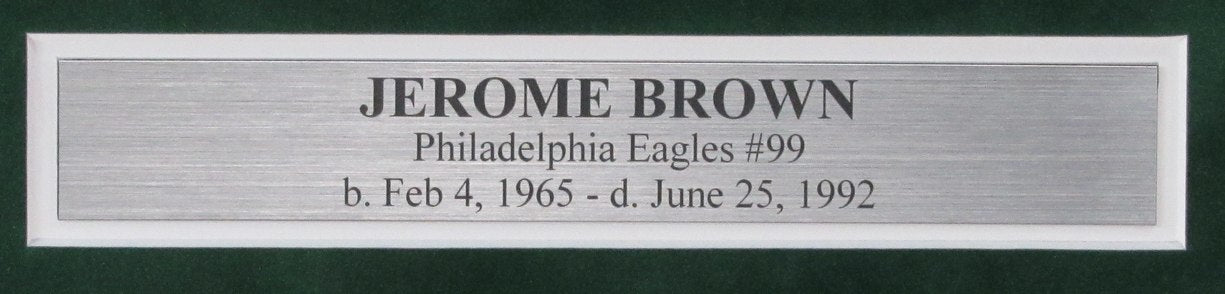 JEROME BROWN
Philadelphia Eagles #99
b. Feb 4, 1965 - d. June 25, 1992